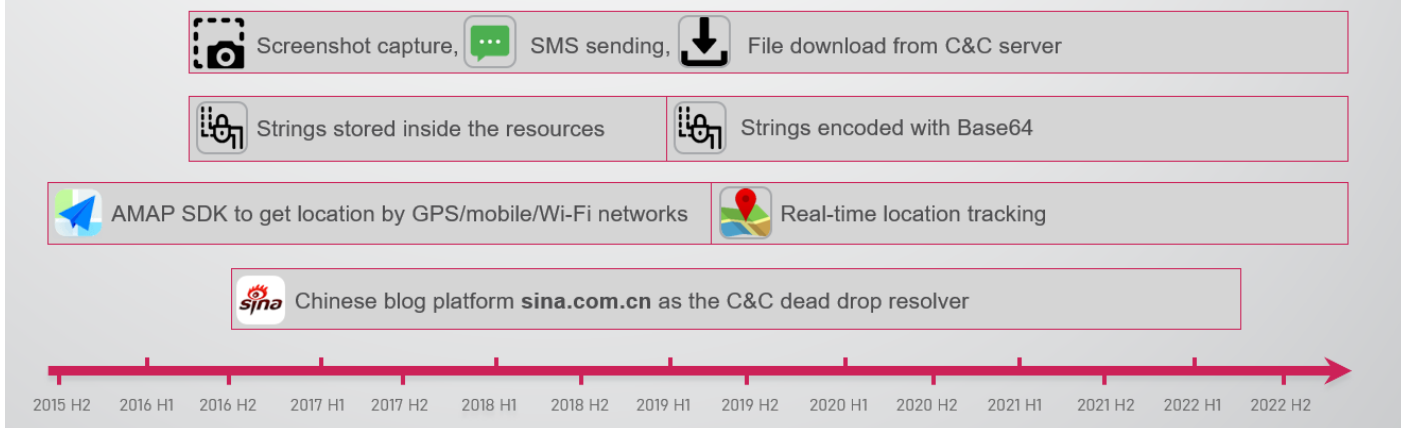 Screenshot capture, SMS sending, File download from C&C server
Strings stored inside the resources
Strings encoded with Base64
AMAP SDK to get location by GPS/mobile/Wi-Fi networks
Real-time location tracking
sina Chinese blog platform sina.com.cn as the C&C dead drop resolver
2015 H2 2016 H1 2016 H2 2017 H1 2017 H2 2018 H1 2018 H2 2019 H1 2019 H2 2020 H1 2020 H2 2021 H1 2021 H2 2022 H1 2022 H2